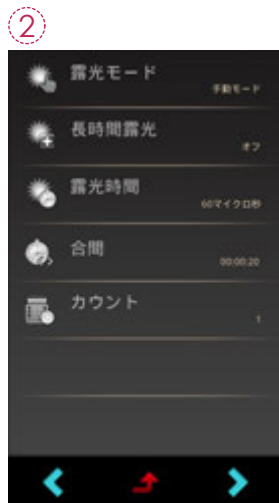 2
露光モード
手動モード
長時間露光
オフ
露光時間
60マイクロ秒
合間
00:00:20
カウント
1